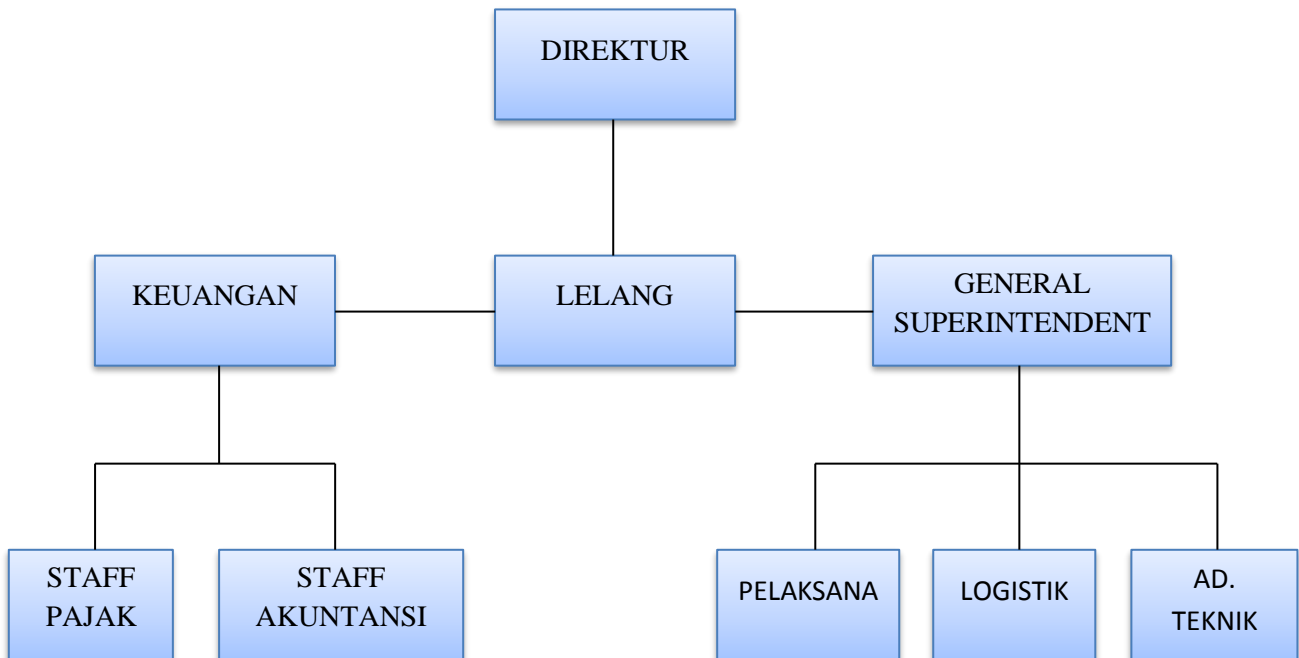 DIREKTUR
KEUANGAN
LELANG
GENERAL
SUPERINTENDENT
STAFF
PAJAK
STAFF
AKUNTANSI
PELAKSANA
LOGISTIK
AD.
TEKNIK